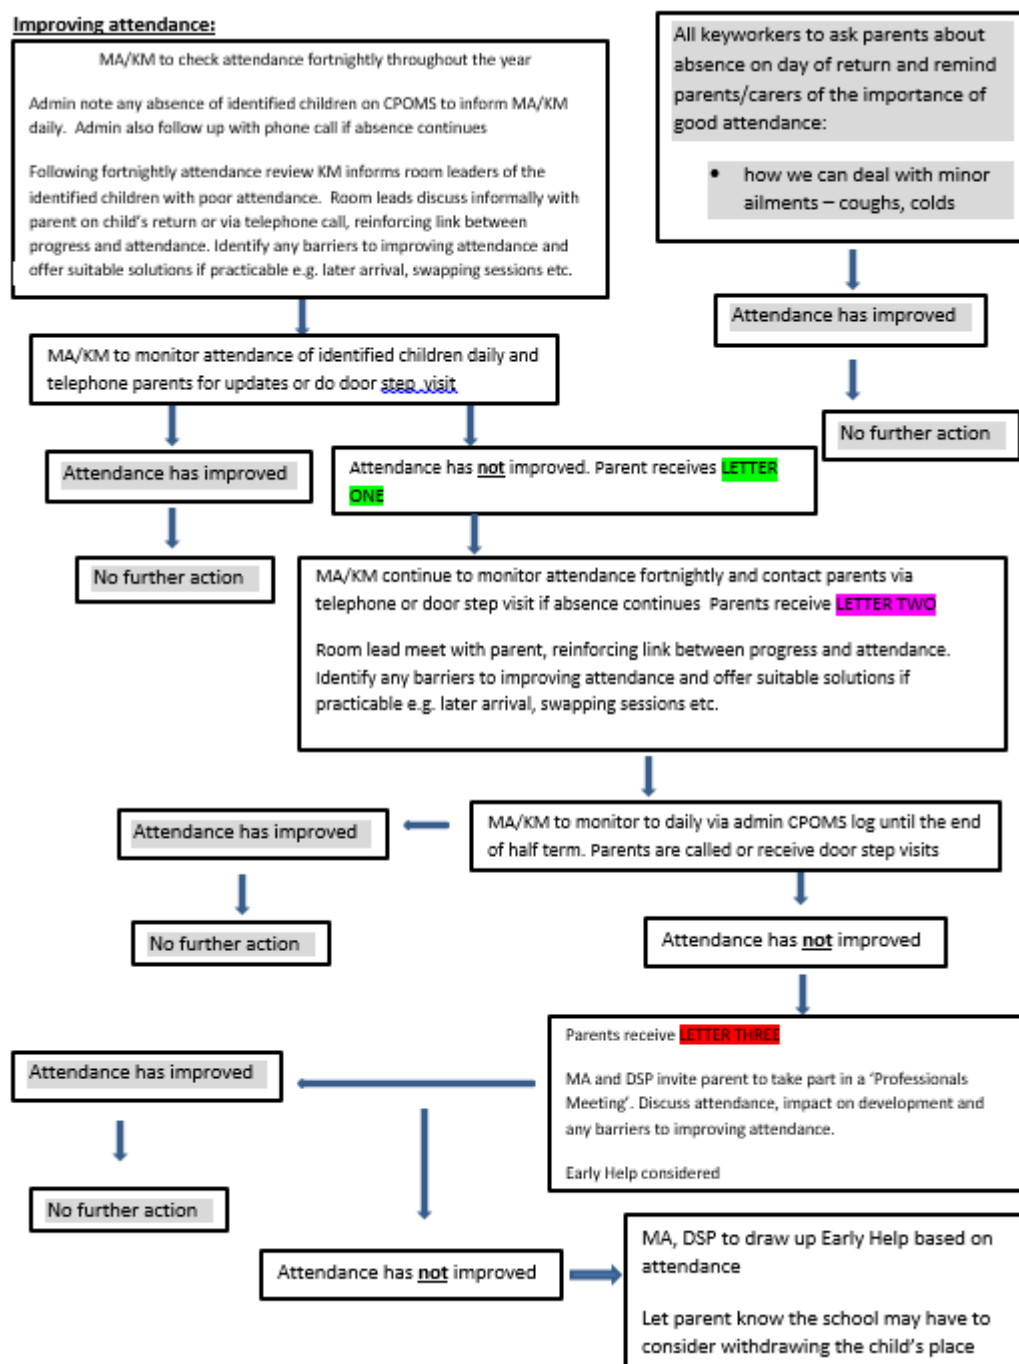 Improving attendance:
MA/KM to check attendance fortnightly throughout the year
Admin note any absence of identified children on CPOMS to inform MA/KM
daily.  Admin also follow up with phone call if absence continues
Following fortnightly attendance review KM informs room leaders of the
identified children with poor attendance.  Room leads discuss informally with
parent on child's return or via telephone call, reinforcing link between
progress and attendance. Identify any barriers to improving attendance and
offer suitable solutions if practicable e.g. later arrival, swapping sessions etc.
All keyworkers to ask parents about
absence on day of return and remind
parents/carers of the importance of
good attendance:
• how we can deal with minor
ailments – coughs, colds
Attendance has improved
No further action
MA/KM to monitor attendance of identified children daily and
telephone parents for updates or do door step visit
Attendance has improved
No further action
Attendance has not improved. Parent receives LETTER
ONE
MA/KM continue to monitor attendance fortnightly and contact parents via
telephone or door step visit if absence continues  Parents receive LETTER TWO
Room lead meet with parent, reinforcing link between progress and attendance.
Identify any barriers to improving attendance and offer suitable solutions if
practicable e.g. later arrival, swapping sessions etc.
MA/KM to monitor to daily via admin CPOMS log until the end
of half term. Parents are called or receive door step visits
Attendance has improved
No further action
Attendance has not improved
Parents receive LETTER THREE
MA and DSP invite parent to take part in a 'Professionals
Meeting'. Discuss attendance, impact on development and
any barriers to improving attendance.
Early Help considered
Attendance has improved
No further action
Attendance has not improved
MA, DSP to draw up Early Help based on
attendance
Let parent know the school may have to
consider withdrawing the child's place